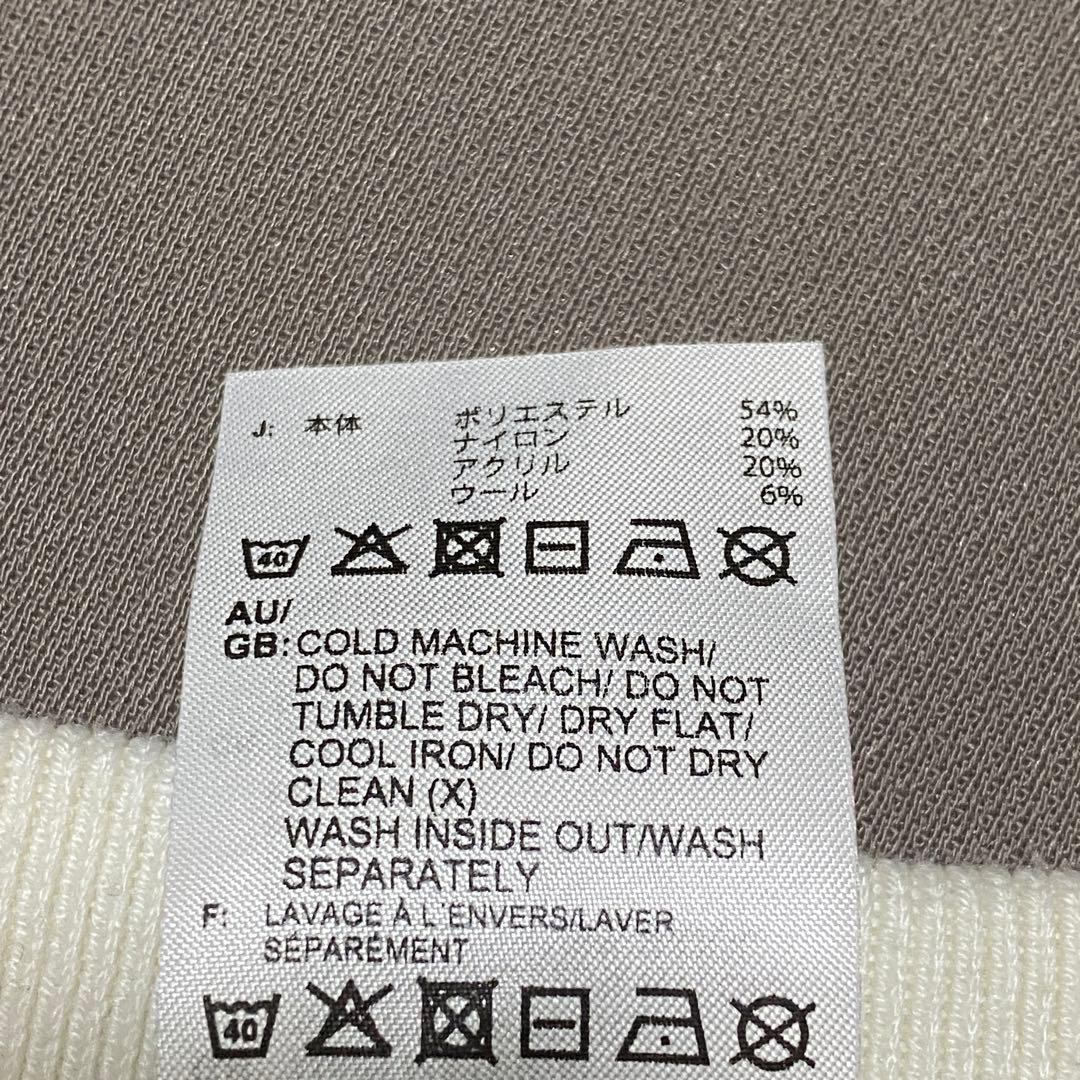 J: 本体 ポリエステル 54%
ナイロン 20%
アクリル 20%
ウール 6%
40
AU/
GB: COLD MACHINE WASH/
DO NOT BLEACH/ DO NOT
TUMBLE DRY/ DRY FLAT/
COOL IRON/ DO NOT DRY
CLEAN (X)
WASH INSIDE OUT/WASH
SEPARATELY
F: LAVAGE À L'ENVERS/LAVER
SÉPARÉMENT
40